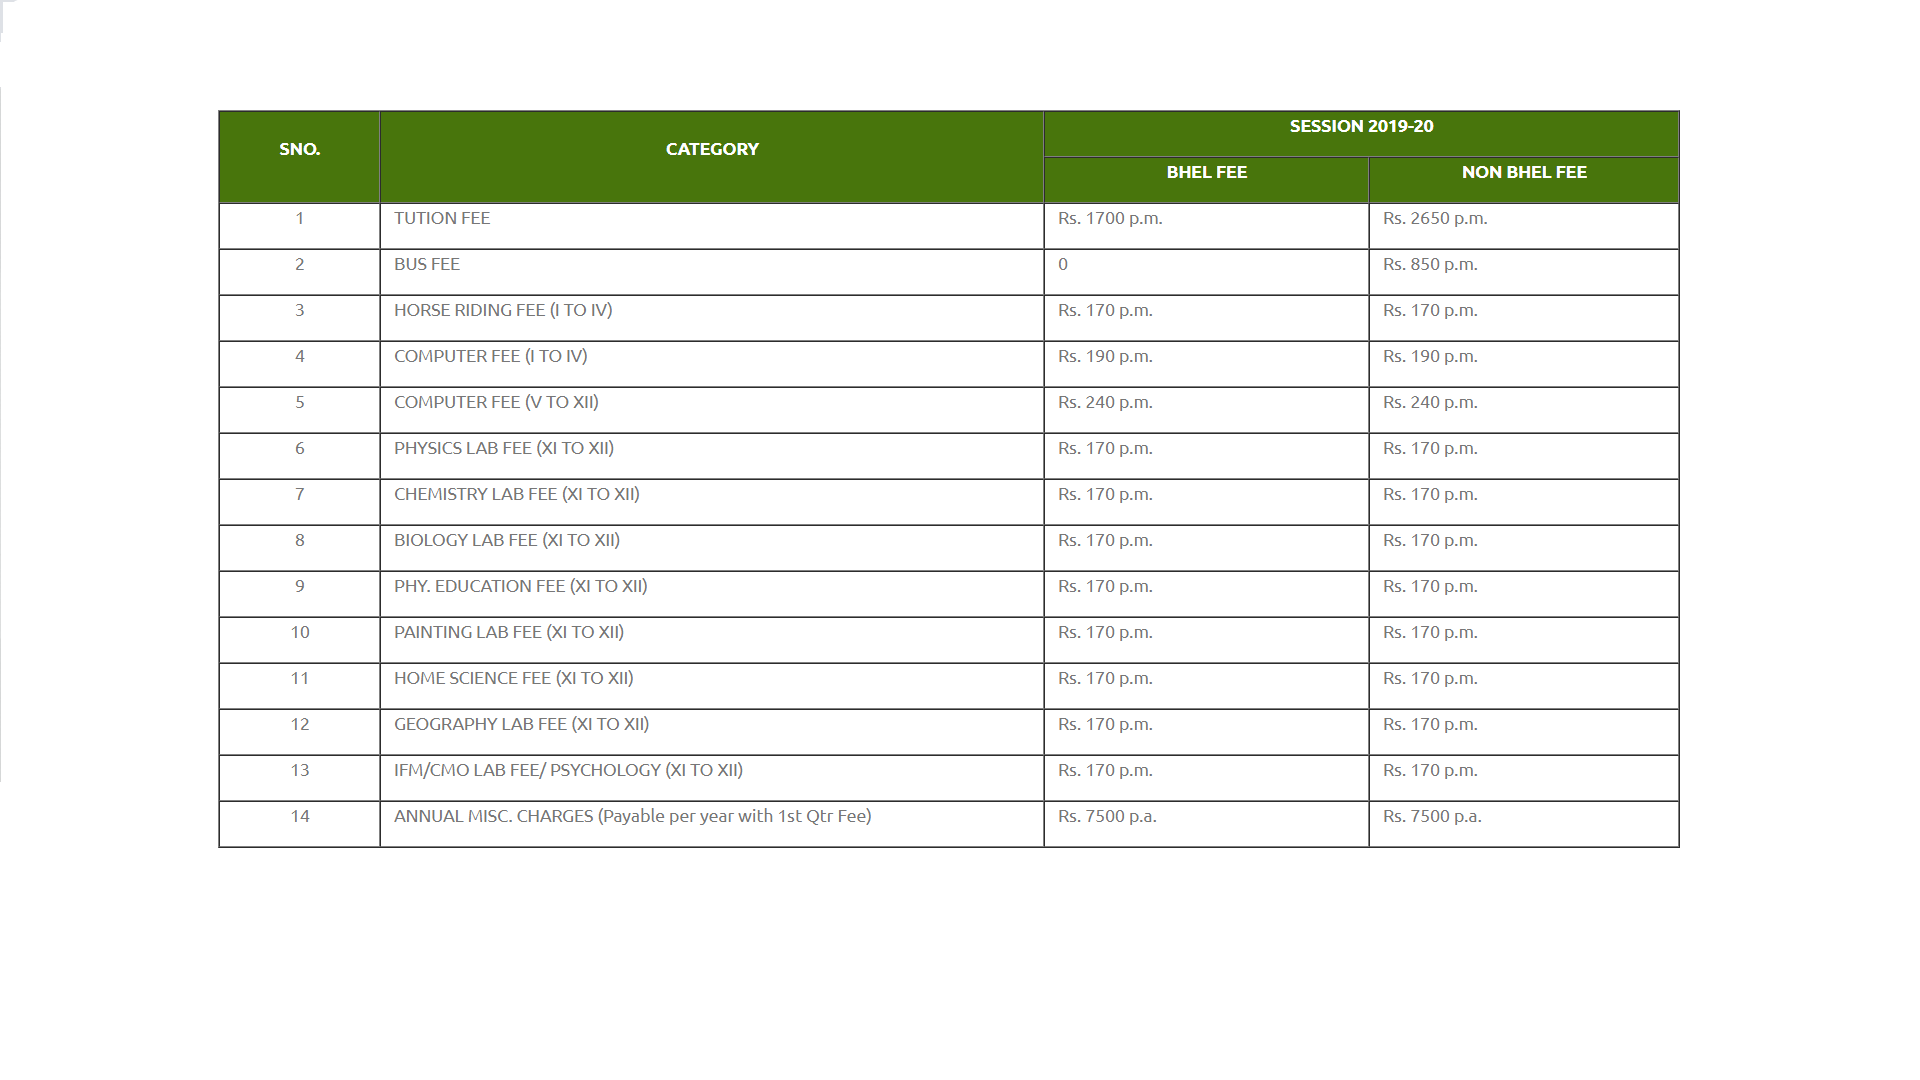 SNO. CATEGORY SESSION 2019-20
BHEL FEE NON BHEL FEE
1 TUTION FEE Rs. 1700 p.m. Rs. 2650 p.m.
2 BUS FEE 0 Rs. 850 p.m.
3 HORSE RIDING FEE (I TO IV) Rs. 170 p.m. Rs. 170 p.m.
4 COMPUTER FEE (I TO IV) Rs. 190 p.m. Rs. 190 p.m.
5 COMPUTER FEE (V TO XII) Rs. 240 p.m. Rs. 240 p.m.
6 PHYSICS LAB FEE (XI TO XII) Rs. 170 p.m. Rs. 170 p.m.
7 CHEMISTRY LAB FEE (XI TO XII) Rs. 170 p.m. Rs. 170 p.m.
8 BIOLOGY LAB FEE (XI TO XII) Rs. 170 p.m. Rs. 170 p.m.
9 PHY. EDUCATION FEE (XI TO XII) Rs. 170 p.m. Rs. 170 p.m.
10 PAINTING LAB FEE (XI TO XII) Rs. 170 p.m. Rs. 170 p.m.
11 HOME SCIENCE FEE (XI TO XII) Rs. 170 p.m. Rs. 170 p.m.
12 GEOGRAPHY LAB FEE (XI TO XII) Rs. 170 p.m. Rs. 170 p.m.
13 IFM/CMO LAB FEE/ PSYCHOLOGY (XI TO XII) Rs. 170 p.m. Rs. 170 p.m.
14 ANNUAL MISC. CHARGES (Payable per year with 1st Qtr Fee) Rs. 7500 p.a. Rs. 7500 p.a.